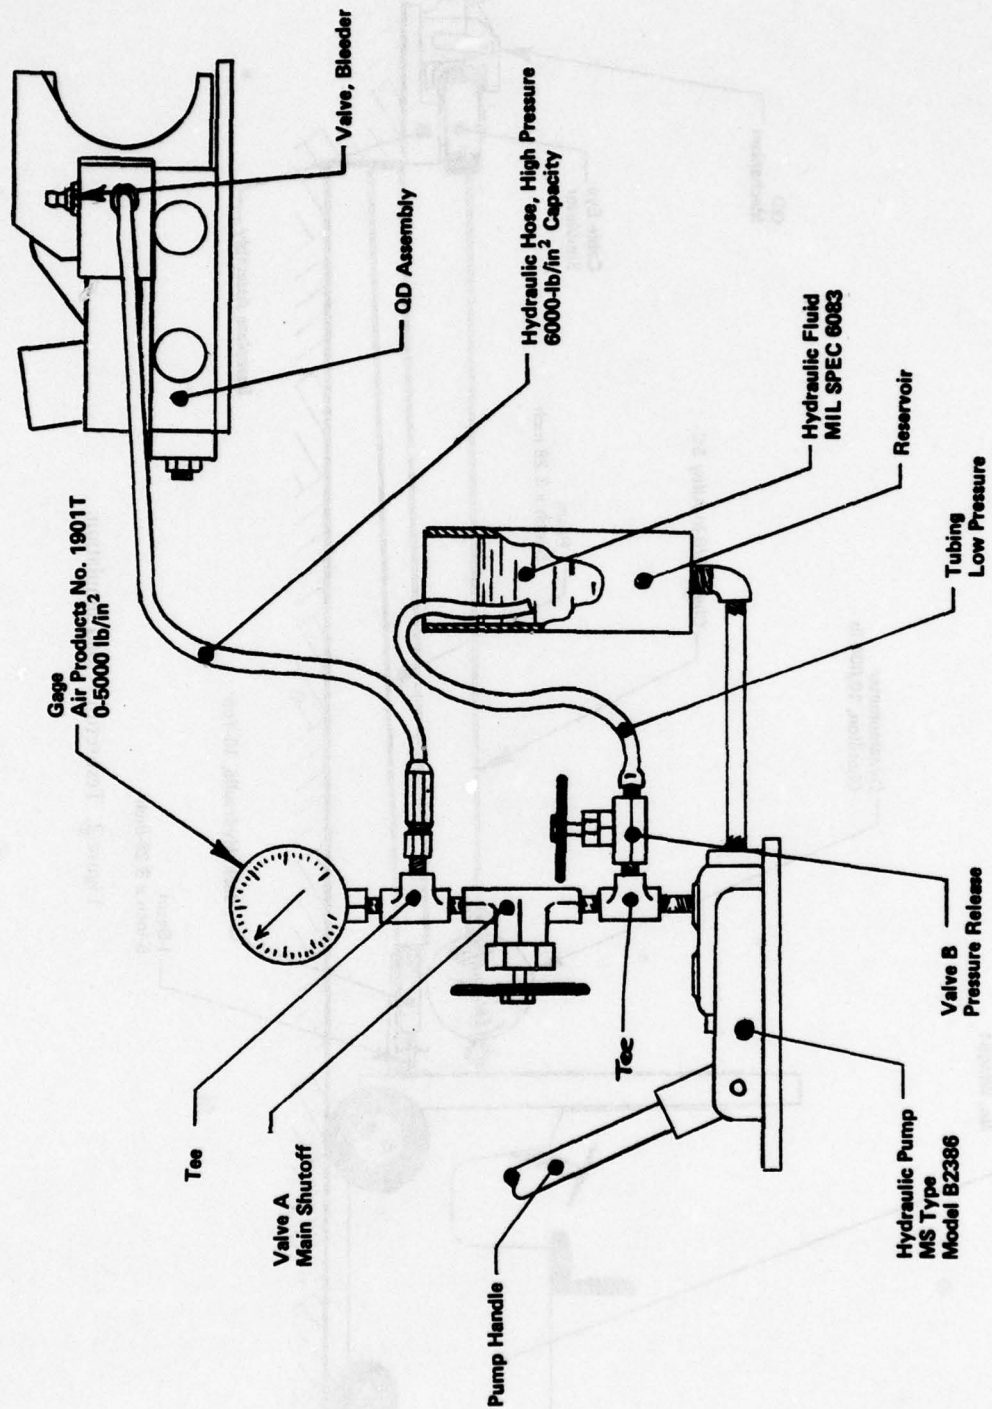 Gage
Air Products No. 1901T
0-5000 lb/in²
Valve, Bleeder
QD Assembly
Hydraulic Hose, High Pressure
6000-lb/in² Capacity
Tee
Valve A
Main Shutoff
Hydraulic Fluid
MIL SPEC 6083
Reservoir
Tubing
Low Pressure
Pump Handle
Tee
Valve B
Pressure Release
Hydraulic Pump
MS Type
Model B2386